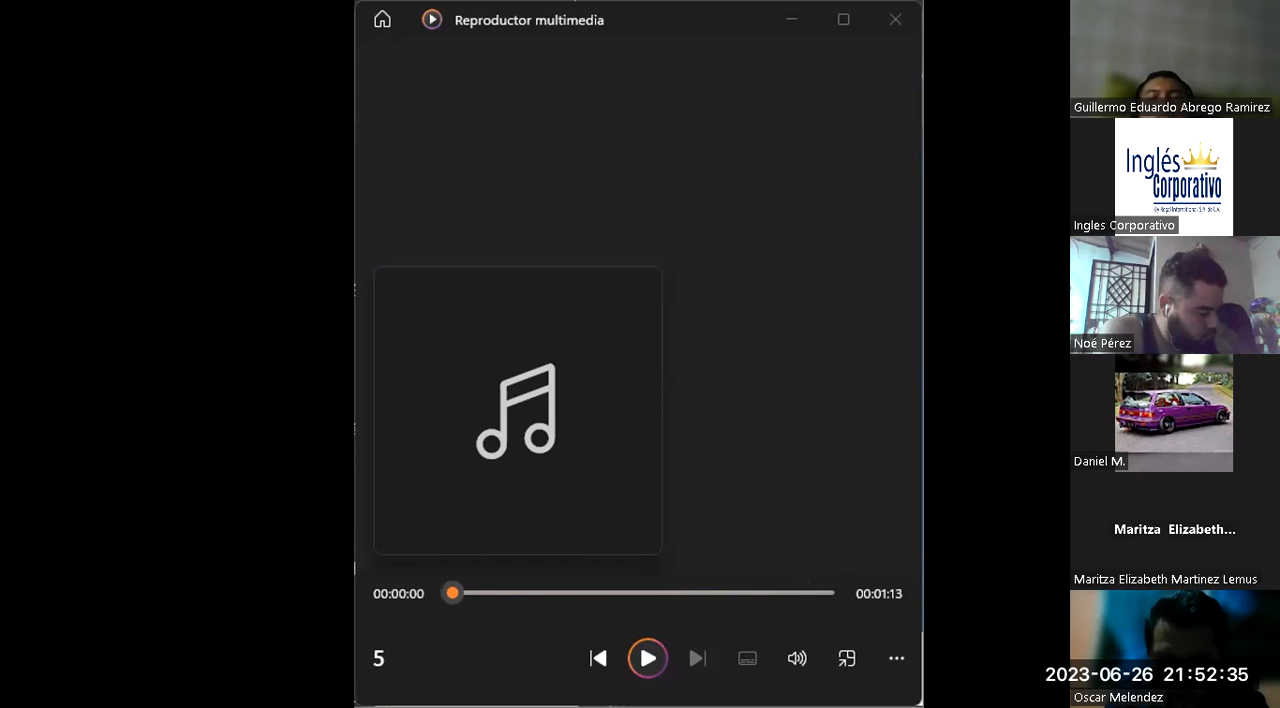 Reproductor multimedia
00:00:00
00:01:13
5
Guillermo Eduardo Abrego Ramirez
Inglés
Corporativo
Ingles Corporativo
Noé Pérez
Daniel M.
Maritza Elizabeth...
Maritza Elizabeth Martinez Lemus
2023-06-26 21:52:35
Oscar Melendez